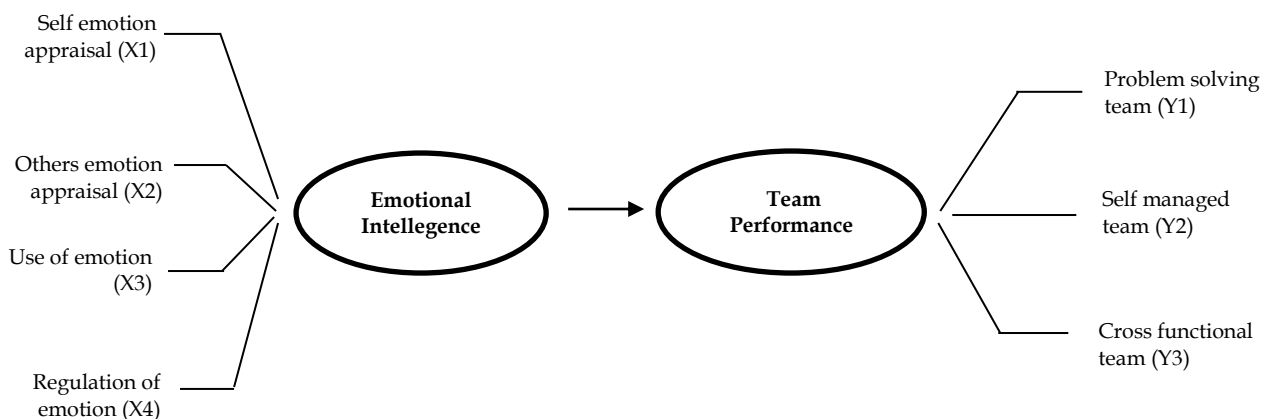 Self emotion
appraisal (X1)
Others emotion
appraisal (X2)
Use of emotion
(X3)
Regulation of
emotion (X4)
Emotional
Intellegence
Team
Performance
Problem solving
team (Y1)
Self managed
team (Y2)
Cross functional
team (Y3)